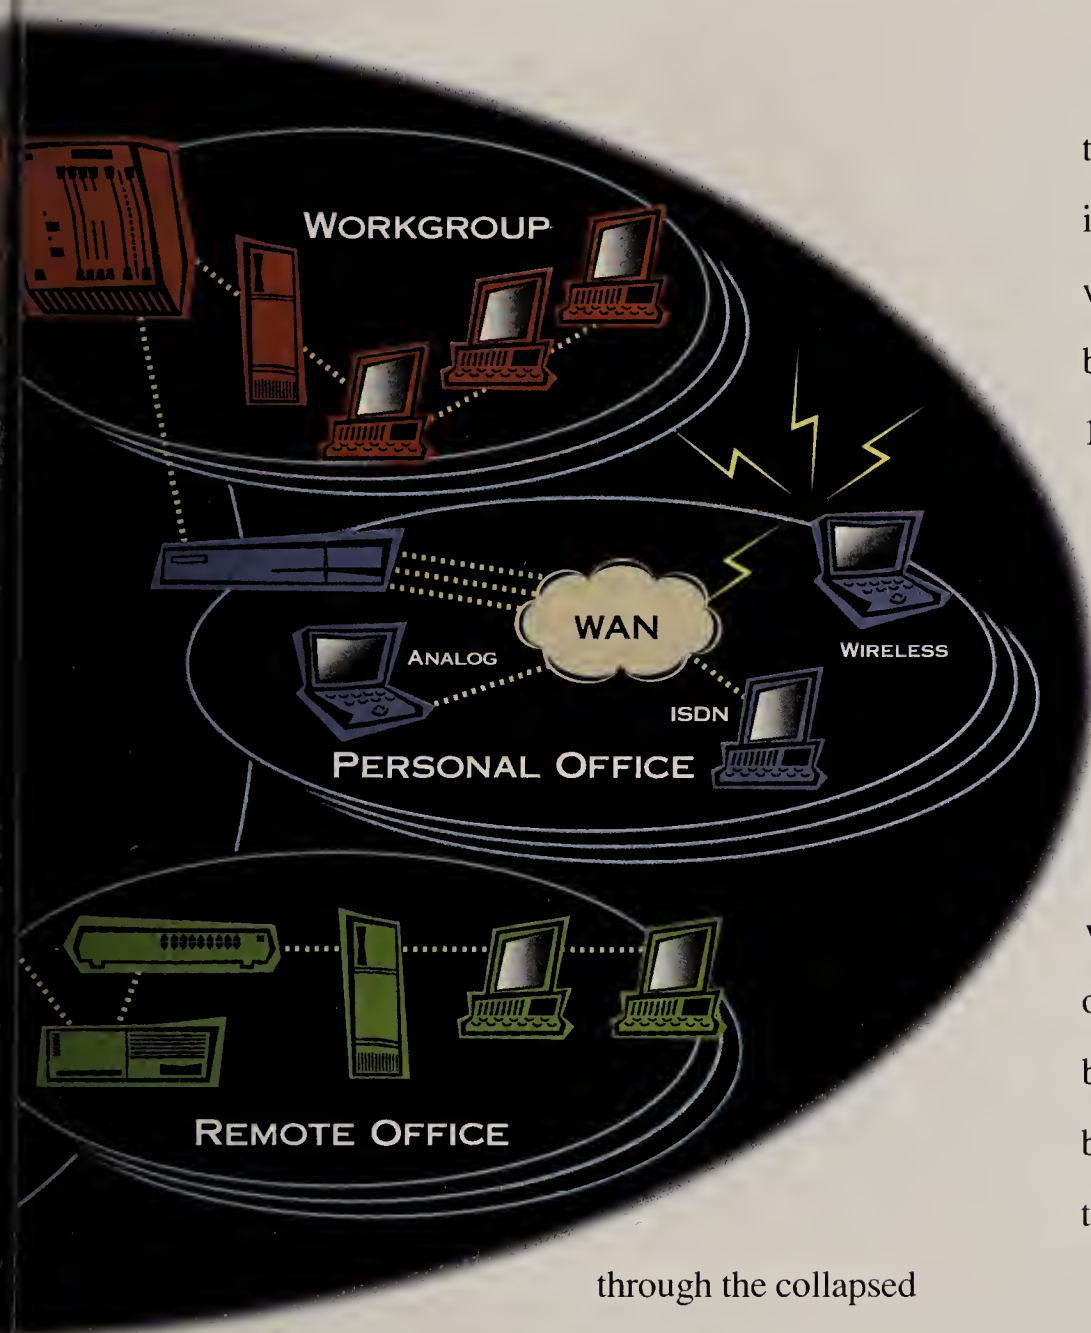 WORKGROUP
WAN
ANALOG
WIRELESS
ISDN
PERSONAL OFFICE
REMOTE OFFICE
through the collapsed